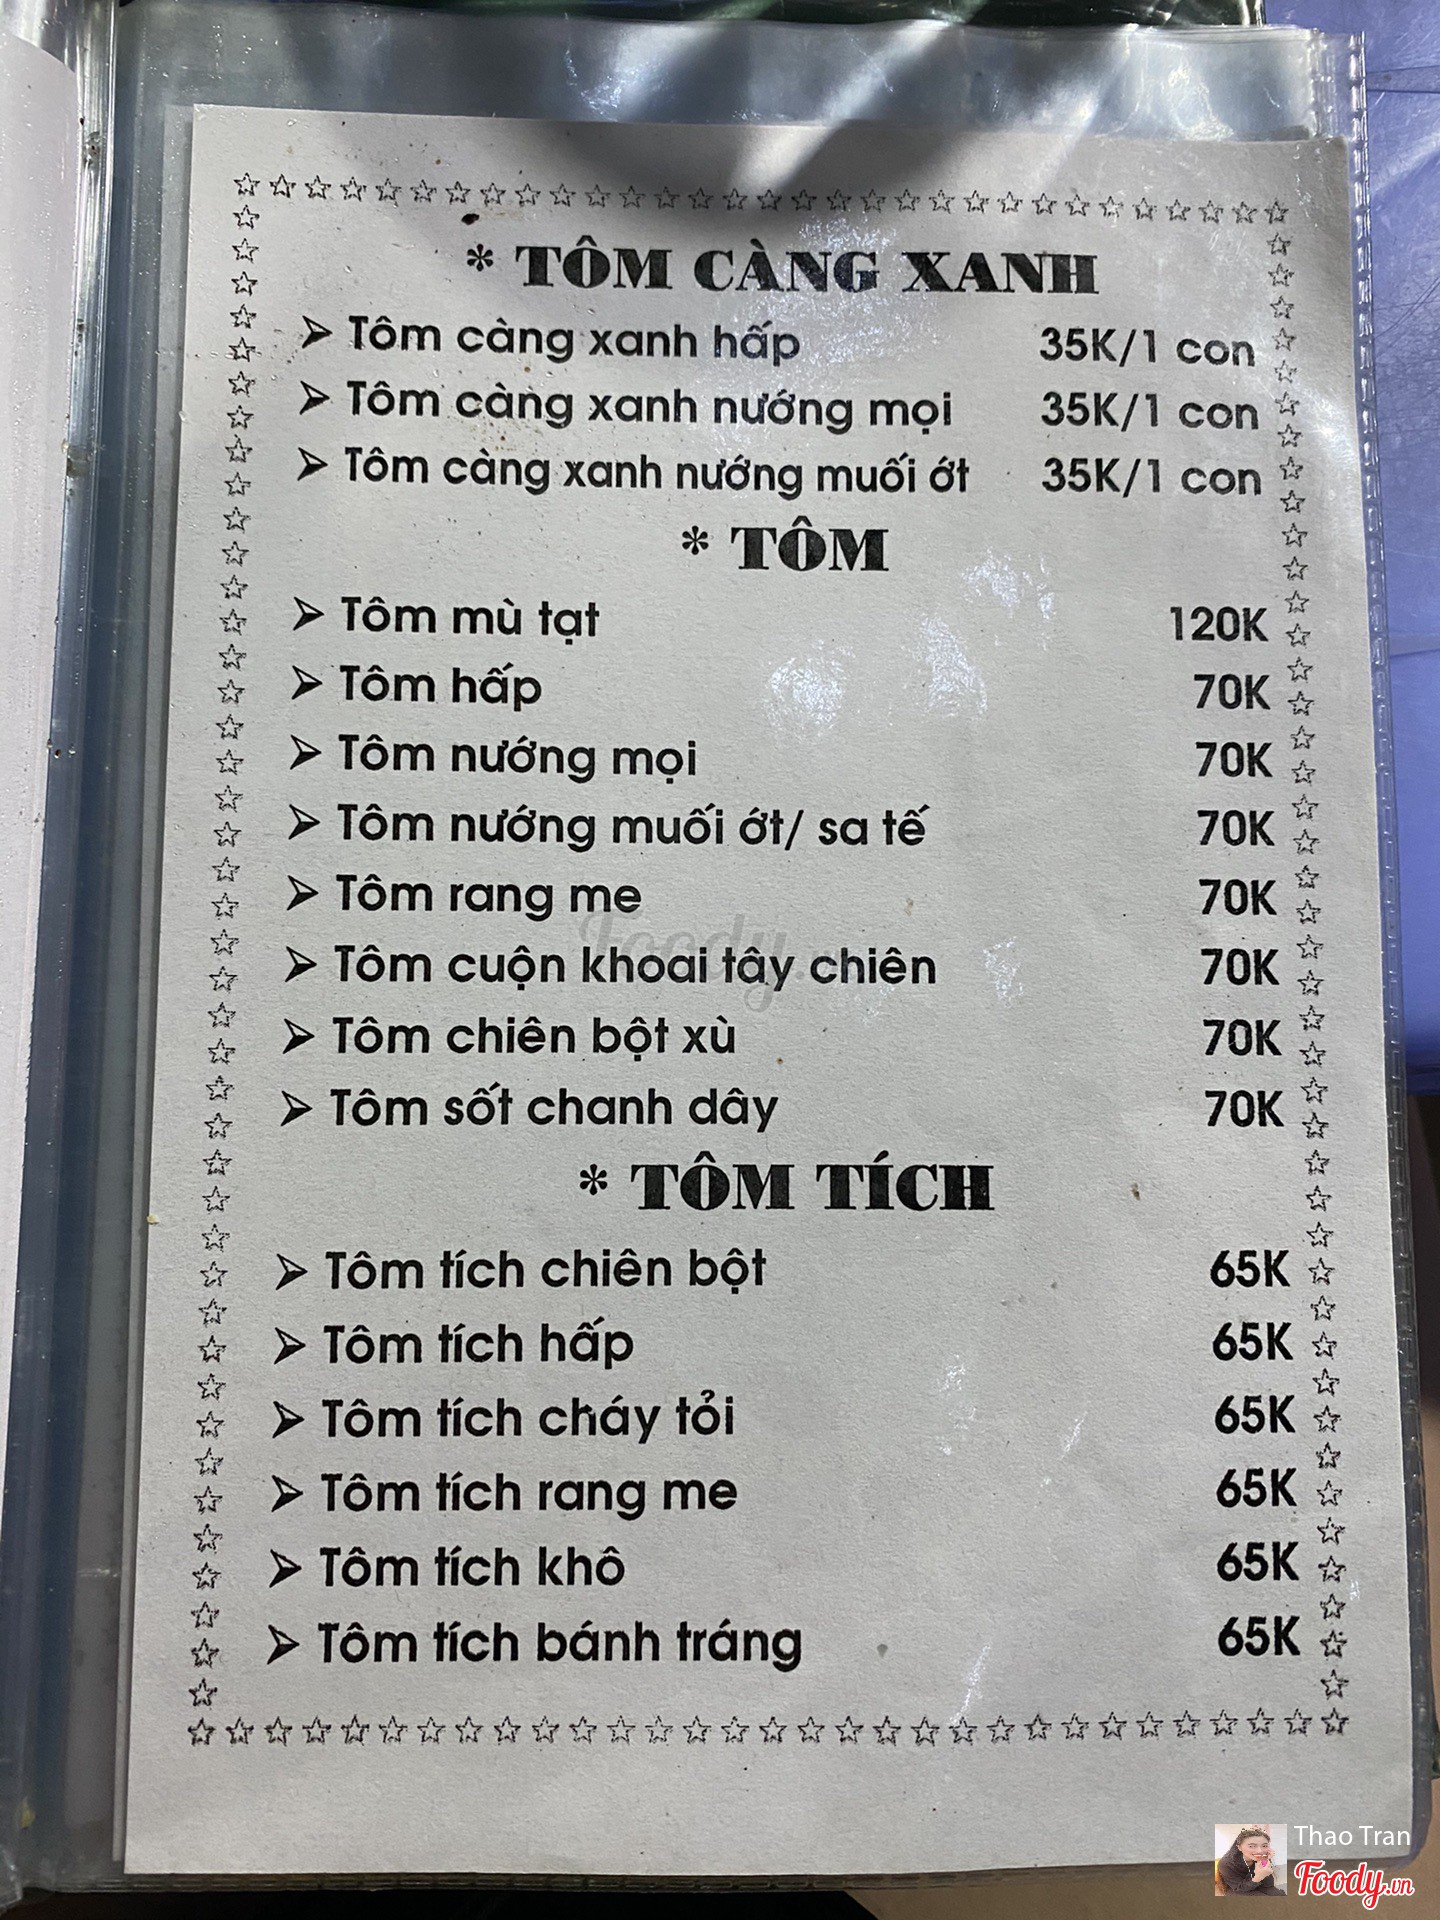 * TÔM CÀNG XANH
➢ Tôm càng xanh hấp 35K/1 con
➢ Tôm càng xanh nướng mọi 35K/1 con
➢ Tôm càng xanh nướng muối ớt 35K/1 con
* TÔM
➢ Tôm mù tạt 120K
➢ Tôm hấp 70K
➢ Tôm nướng mọi 70K
➢ Tôm nướng muối ớt/ sa tế 70K
➢ Tôm rang me 70K
➢ Tôm cuộn khoai tây chiên 70K
➢ Tôm chiên bột xù 70K
➢ Tôm sốt chanh dây 70K
* TÔM TÍCH
➢ Tôm tích chiên bột 65K
➢ Tôm tích hấp 65K
➢ Tôm tích cháy tỏi 65K
➢ Tôm tích rang me 65K
➢ Tôm tích khô 65K
➢ Tôm tích bánh tráng 65K
Thao Tran
Foody.vn